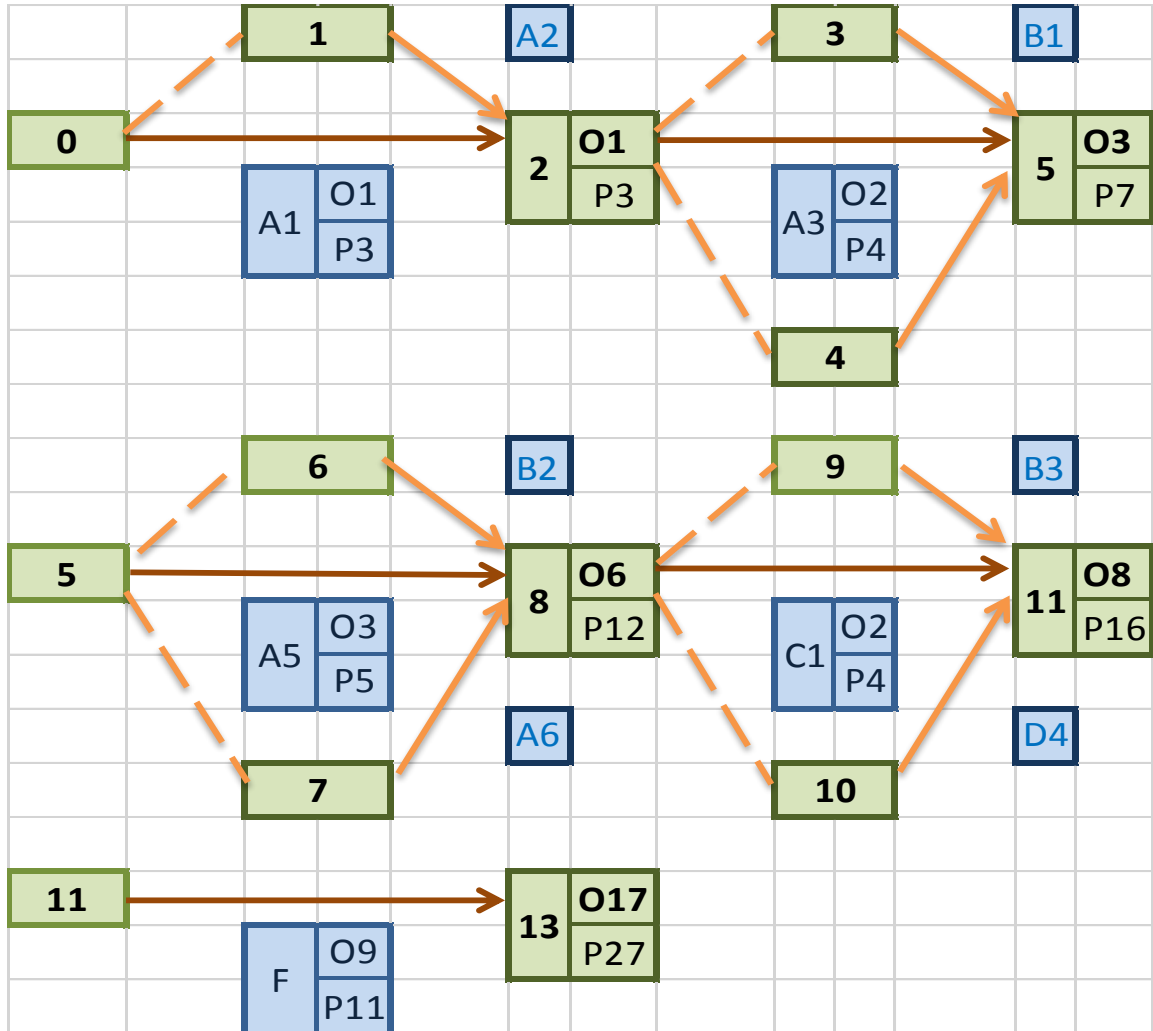 1 A2 3 B1
0 2 O1 5 O3
P3 P7
A1 O1 A3 O2
P3 P4
4
6 B2 9 B3
5 8 O6 11 O8
P12 P16
A5 O3 C1 O2
P5 P4
A6 D4
7 10
11 13 O17
P27
F O9
P11